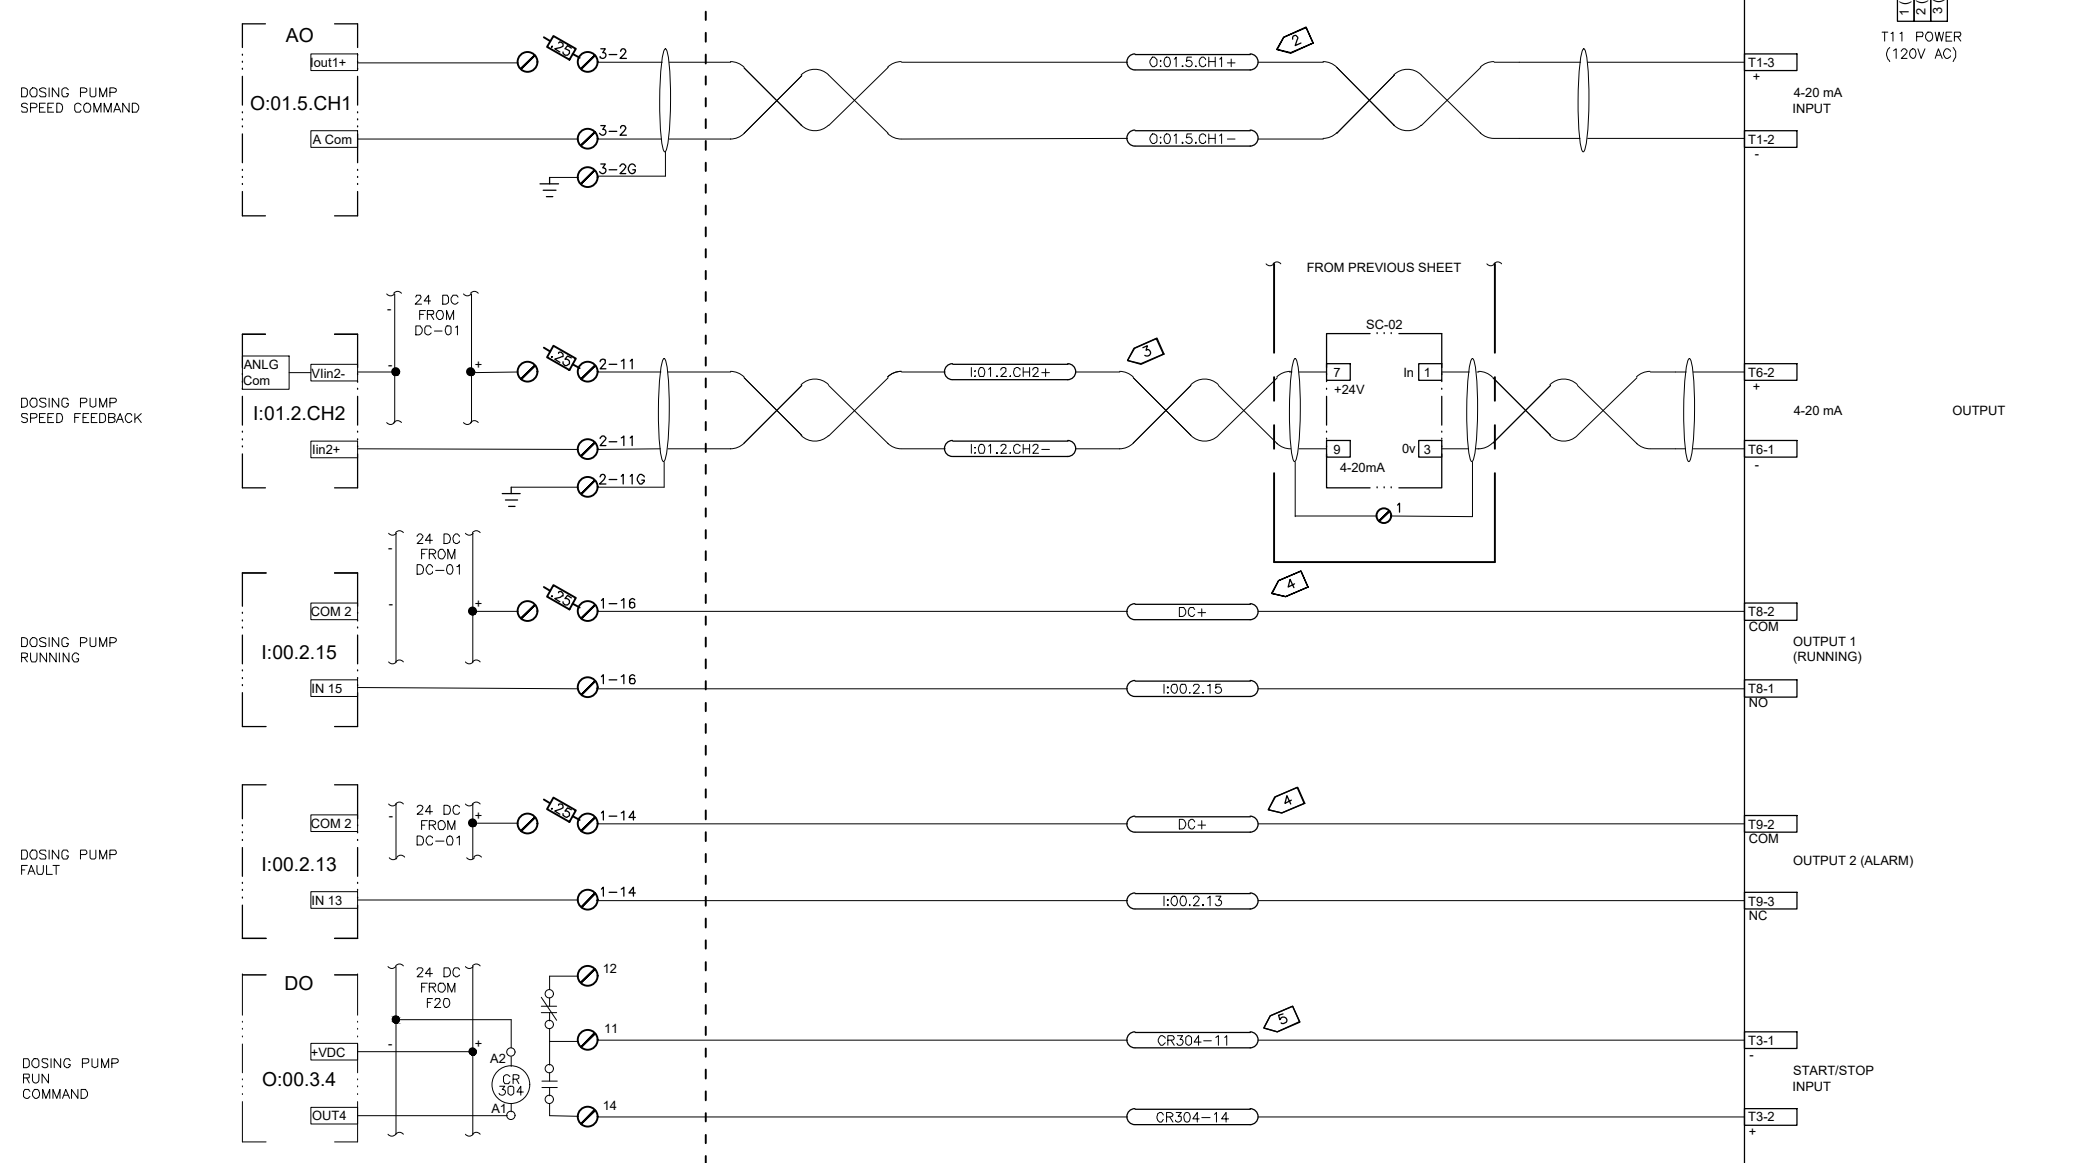 1(
2(
3(
T11 POWER
(120V AC)
DOSING PUMP
SPEED COMMAND
AO
Iout1+
O:01.5.CH1
A Com
.25
3-2
3-2
3-2G
O:01.5.CH1+
2
O:01.5.CH1-
T1-3
+
4-20 mA
INPUT
T1-2
-
DOSING PUMP
SPEED FEEDBACK
ANLG
Com
VIin2-
I:01.2.CH2
Iin2+
-
24 DC
FROM
DC-01
-
+
.25
2-11
2-11
2-11G
I:01.2.CH2+
3
I:01.2.CH2-
FROM PREVIOUS SHEET
SC-02
7
+24V
In
1
9
4-20mA
0v
3
1
T6-2
+
4-20 mA
OUTPUT
T6-1
-
DOSING PUMP
RUNNING
COM 2
I:00.2.15
IN 15
-
24 DC
FROM
DC-01
-
+
.25
1-16
1-16
DC+
4
I:00.2.15
T8-2
COM
OUTPUT 1
(RUNNING)
T8-1
NO
DOSING PUMP
FAULT
COM 2
I:00.2.13
IN 13
-
24 DC
FROM
DC-01
+
.25
1-14
1-14
DC+
4
I:00.2.13
T9-2
COM
OUTPUT 2 (ALARM)
T9-3
NC
DOSING PUMP
RUN
COMMAND
DO
+VDC
O:00.3.4
OUT4
24 DC
FROM
F20
-
+
A2
CR
304
A1
12
11
14
CR304-11
5
CR304-14
T3-1
-
START/STOP
INPUT
T3-2
+